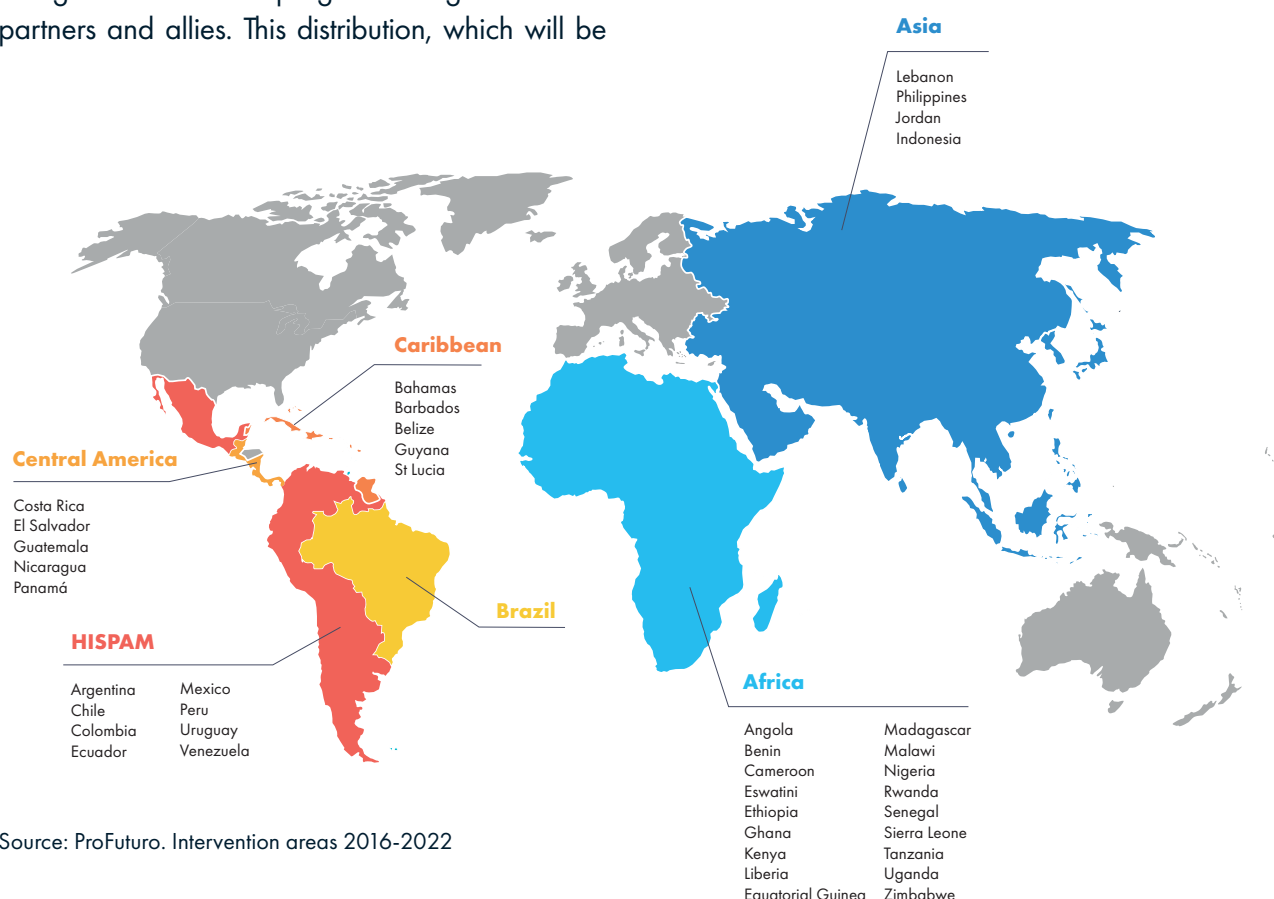 partners and allies. This distribution, which will be
Asia
Lebanon
Philippines
Jordan
Indonesia
Caribbean
Bahamas
Barbados
Belize
Guyana
St Lucia
Central America
Costa Rica
El Salvador
Guatemala
Nicaragua
Panamá
Brazil
HISPAM
Argentina
Chile
Colombia
Ecuador
Mexico
Peru
Uruguay
Venezuela
Africa
Angola
Benin
Cameroon
Eswatini
Ethiopia
Ghana
Kenya
Liberia
Equatorial Guinea
Madagascar
Malawi
Nigeria
Rwanda
Senegal
Sierra Leone
Tanzania
Uganda
Zimbabwe
Source: ProFuturo. Intervention areas 2016-2022